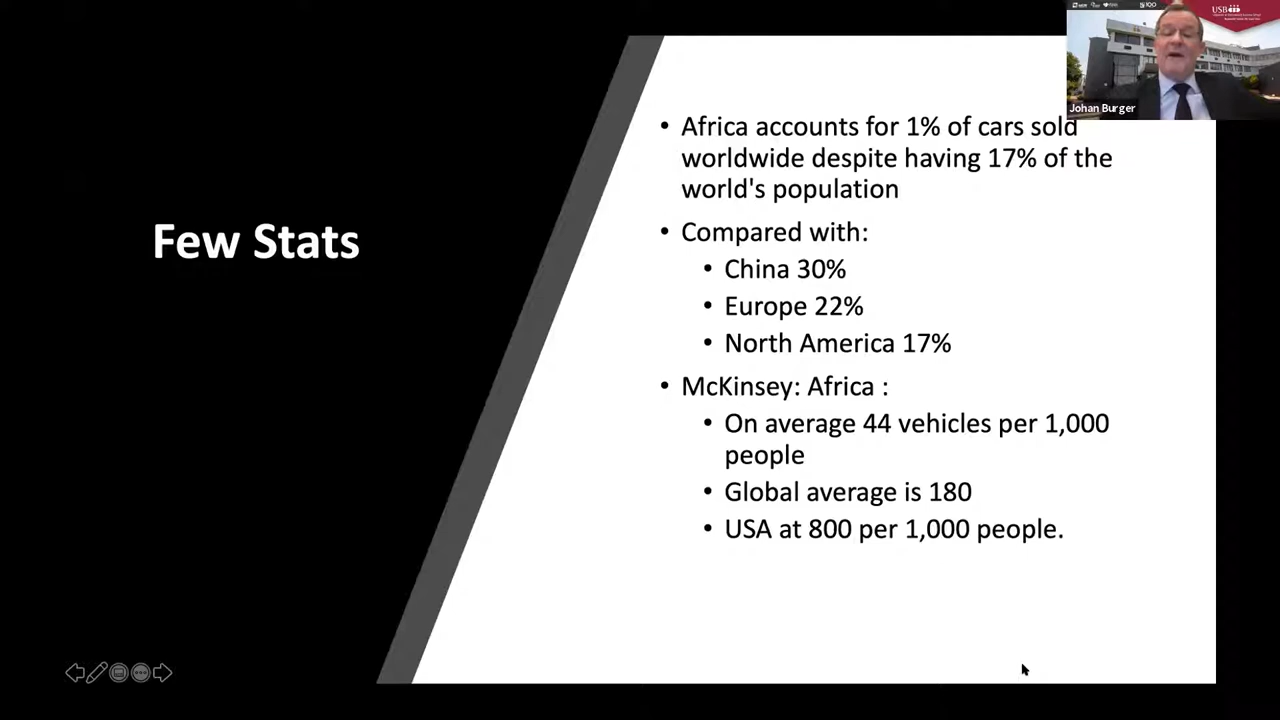 USB
Johan Burger
Few Stats
• Africa accounts for 1% of cars sold
worldwide despite having 17% of the
world's population
• Compared with:
• China 30%
• Europe 22%
• North America 17%
• McKinsey: Africa :
• On average 44 vehicles per 1,000
people
• Global average is 180
• USA at 800 per 1,000 people.